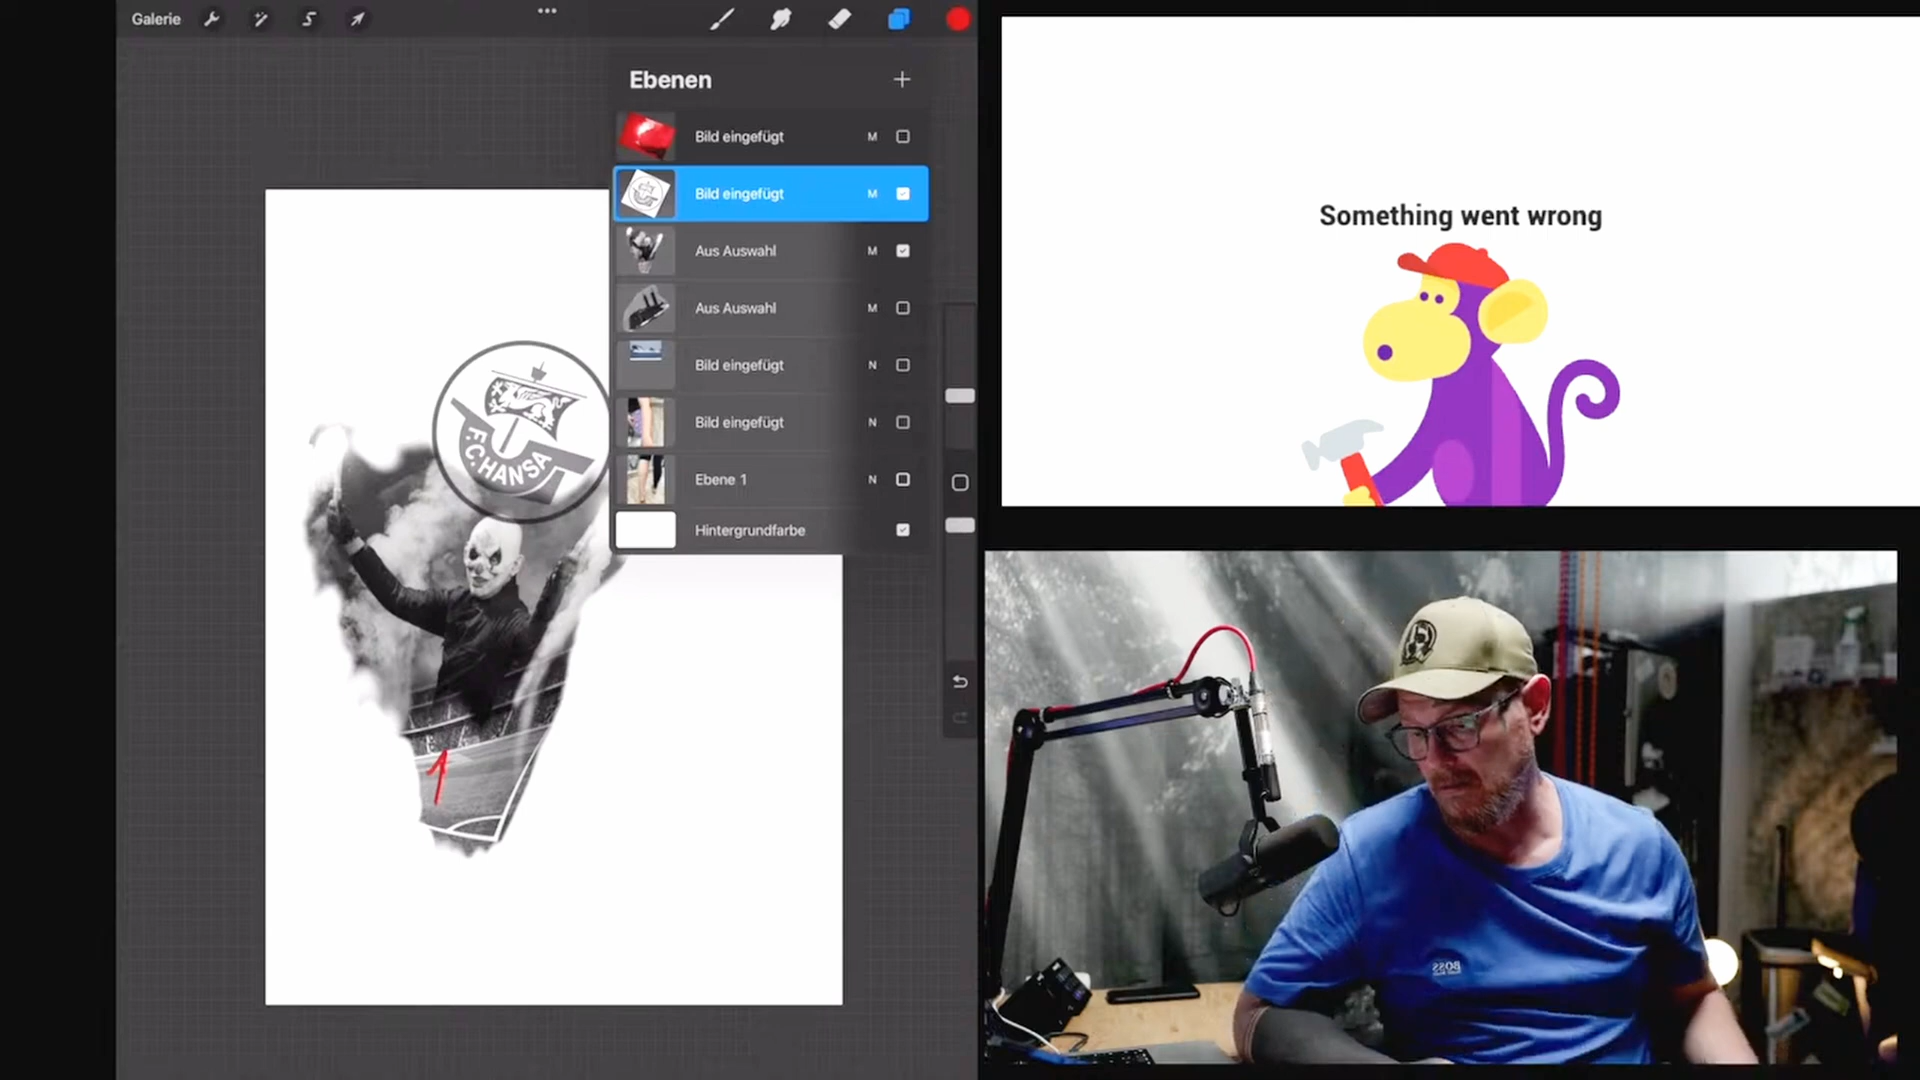 Galerie
Ebenen
Bild eingefügt M
Bild eingefügt M
Aus Auswahl M
Aus Auswahl M
Bild eingefügt N
Bild eingefügt N
Ebene 1 N
Hintergrundfarbe
F.C. HANSA
Something went wrong
BOSS